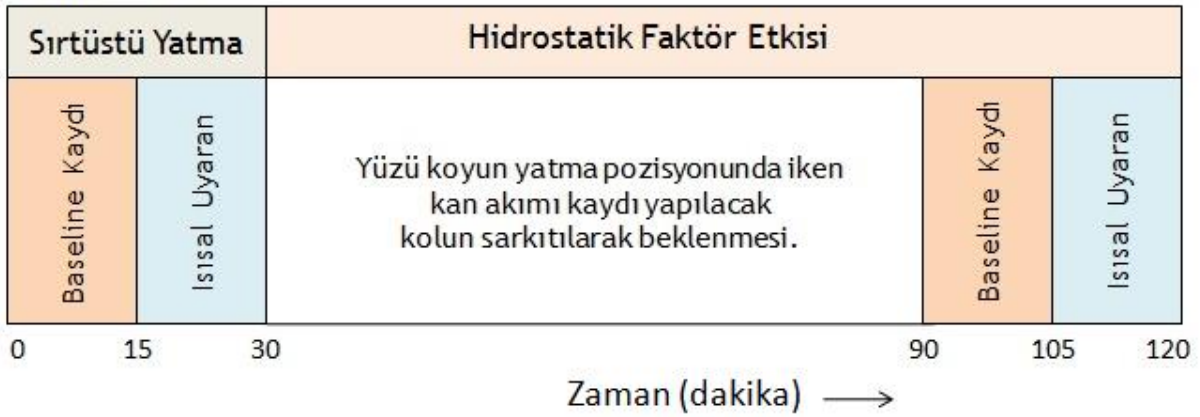 Sırtüstü Yatma
Hidrostatik Faktör Etkisi
Baseline Kaydı
Isısal Uyaran
Yüzü koyun yatma pozisyonunda iken
kan akımı kaydı yapılacak
kolun sarkıtılarak beklenmesi.
Baseline Kaydı
Isısal Uyaran
0 15 30 90 105 120
Zaman (dakika) →